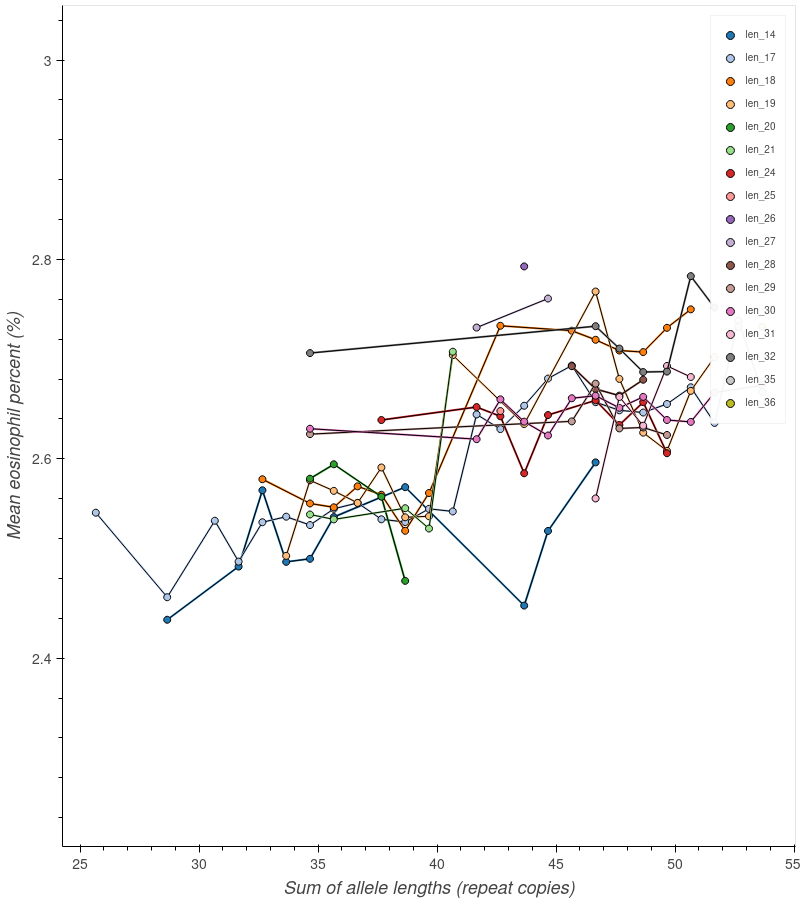 3
2.8
2.6
2.4
Mean eosinophil percent (%)
25
30
35
40
45
50
55
Sum of allele lengths (repeat copies)
len_14
len_17
len_18
len_19
len_20
len_21
len_24
len_25
len_26
len_27
len_28
len_29
len_30
len_31
len_32
len_35
len_36